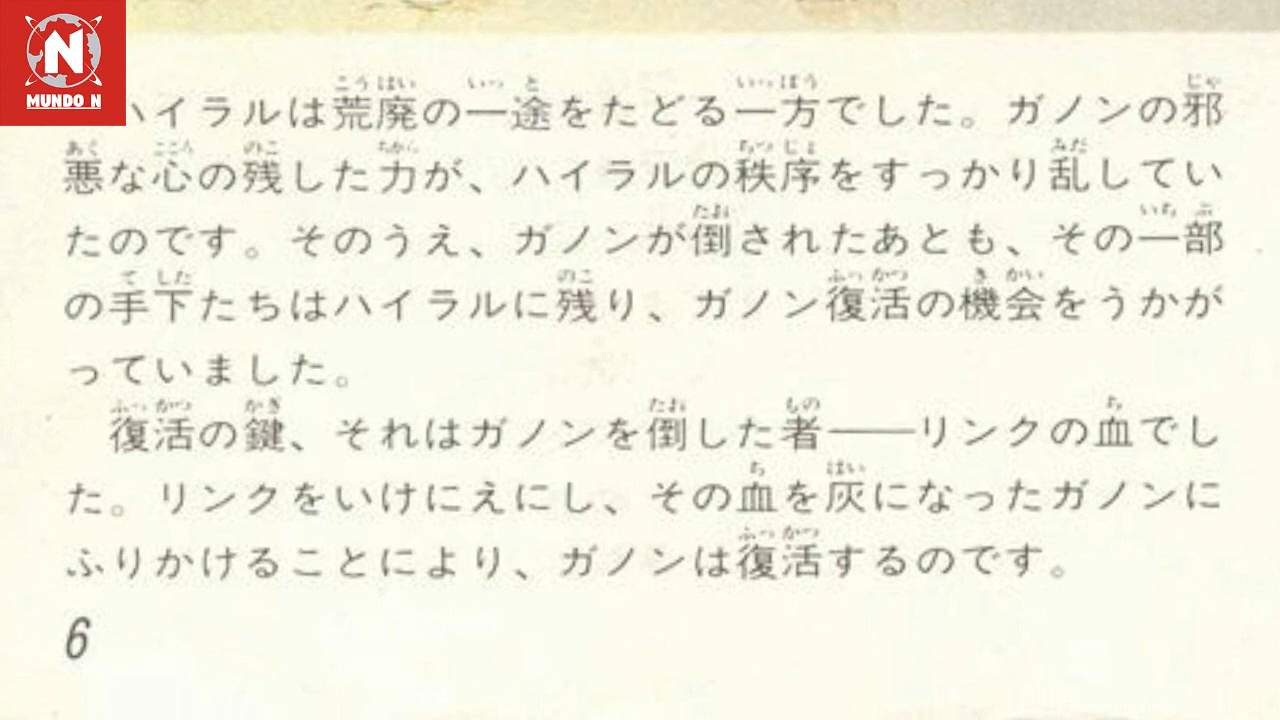 N
MUNDO N
ハイラルは荒廃の一途をたどる一方でした。ガノンの邪
悪な心の残した力が、ハイラルの秩序をすっかり乱してい
たのです。そのうえ、ガノンが倒されたあとも、その一部
の手下たちはハイラルに残り、ガノン復活の機会をうかが
っていました。
復活の鍵、それはガノンを倒した者――リンクの血でし
た。リンクをいけにえにし、その血を灰になったガノンに
ふりかけることにより、ガノンは復活するのです。
6